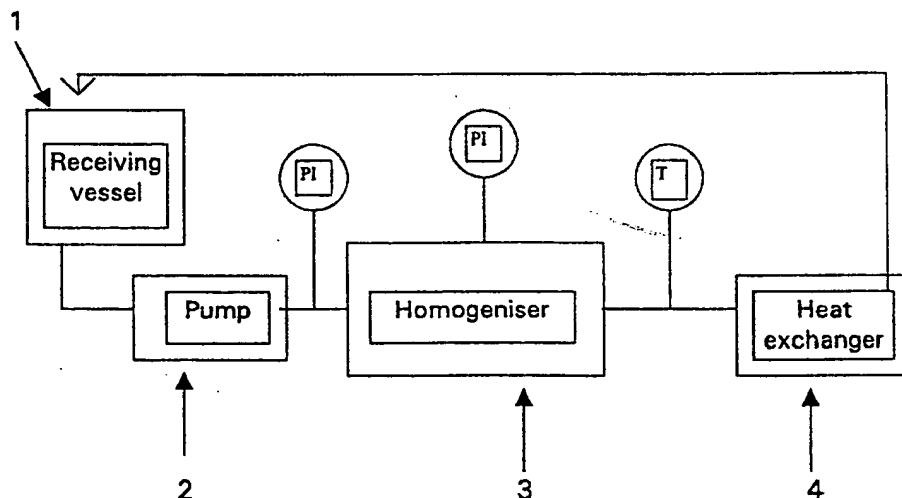 1
Receiving
vessel
PI
PI
T
Pump
Homogeniser
Heat
exchanger
2
3
4